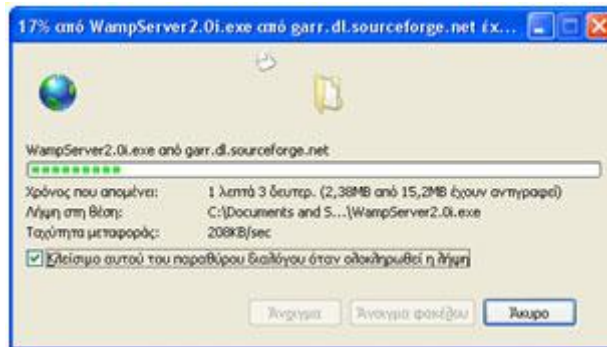 17% από WampServer2.0i.exe από garr.dl.sourceforge.net έχ...
WampServer2.0i.exe από garr.dl.sourceforge.net
Χρόνος που απομένει: 1 λεπτά 3 δευτερ. (2,38MB από 15,2MB έχουν αντιγραφεί)
Λήψη στη θέση: C:\Documents and S...\WampServer2.0i.exe
Ταχύτητα μεταφοράς: 208KB/sec
Κλείσιμο αυτού του παραθύρου διαλόγου όταν ολοκληρωθεί η λήψη
Άνοιγμα Άνοιγμα φακέλου Άκυρο